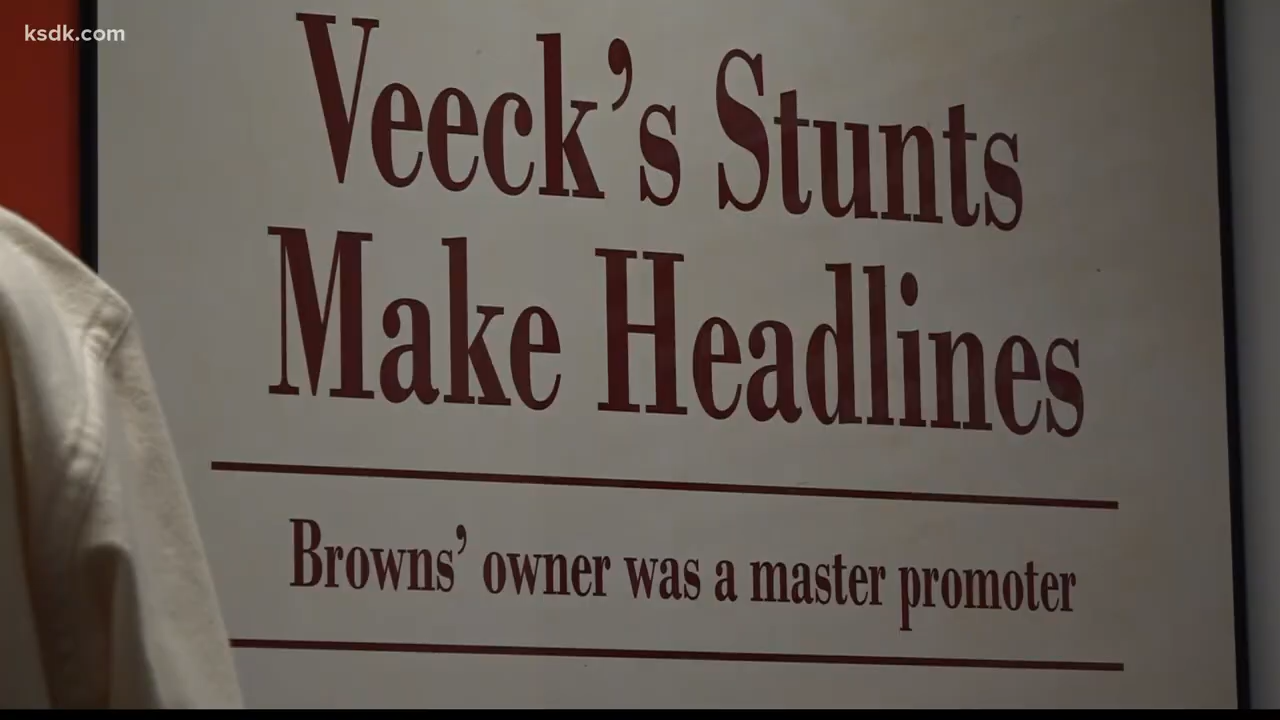 ksdk.com
Veeck’s Stunts
Make Headlines
Browns’ owner was a master promoter